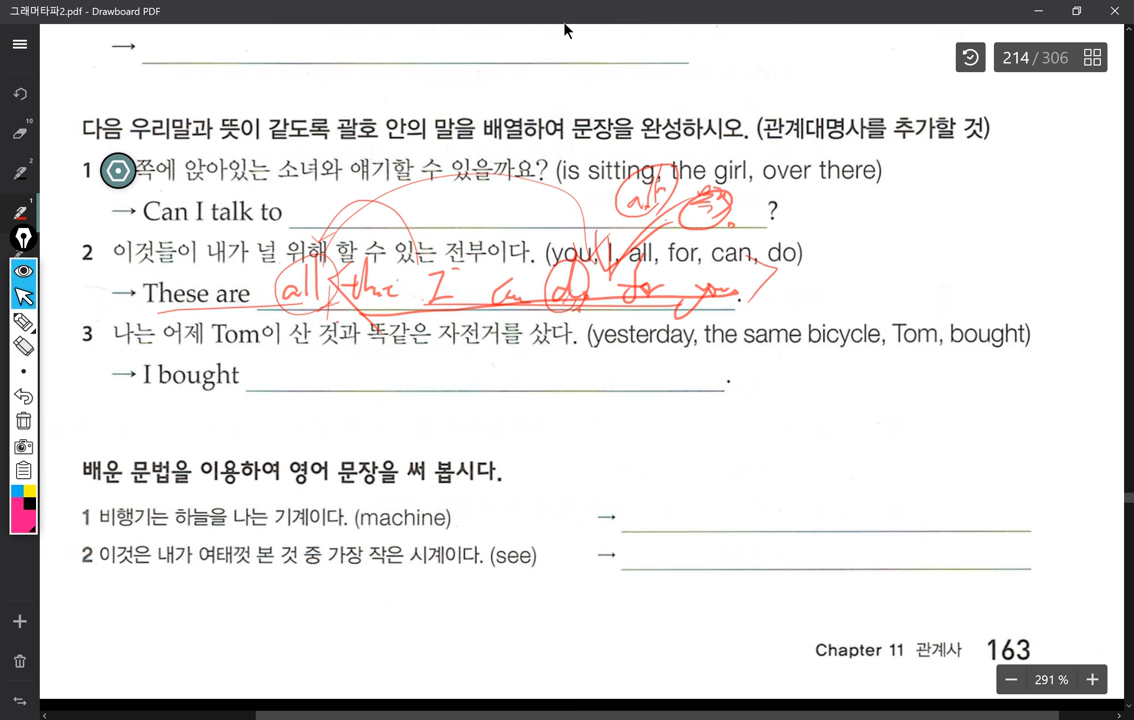 그래머타파2.pdf - Drawboard PDF
214 / 306
→
다음 우리말과 뜻이 같도록 괄호 안의 말을 배열하여 문장을 완성하시오. (관계대명사를 추가할 것)
1 쪽에 앉아있는 소녀와 얘기할 수 있을까요? (is sitting, the girl, over there)
→ Can I talk to ?
2 이것들이 내가 널 위해 할 수 있는 전부이다. (you, I, all, for, can, do)
→ These are all that I can do for you.
3 나는 어제 Tom이 산 것과 똑같은 자전거를 샀다. (yesterday, the same bicycle, Tom, bought)
→ I bought .
배운 문법을 이용하여 영어 문장을 써 봅시다.
1 비행기는 하늘을 나는 기계이다. (machine) →
2 이것은 내가 여태껏 본 것 중 가장 작은 시계이다. (see) →
Chapter 11 관계사 163
291 %
10
2
1